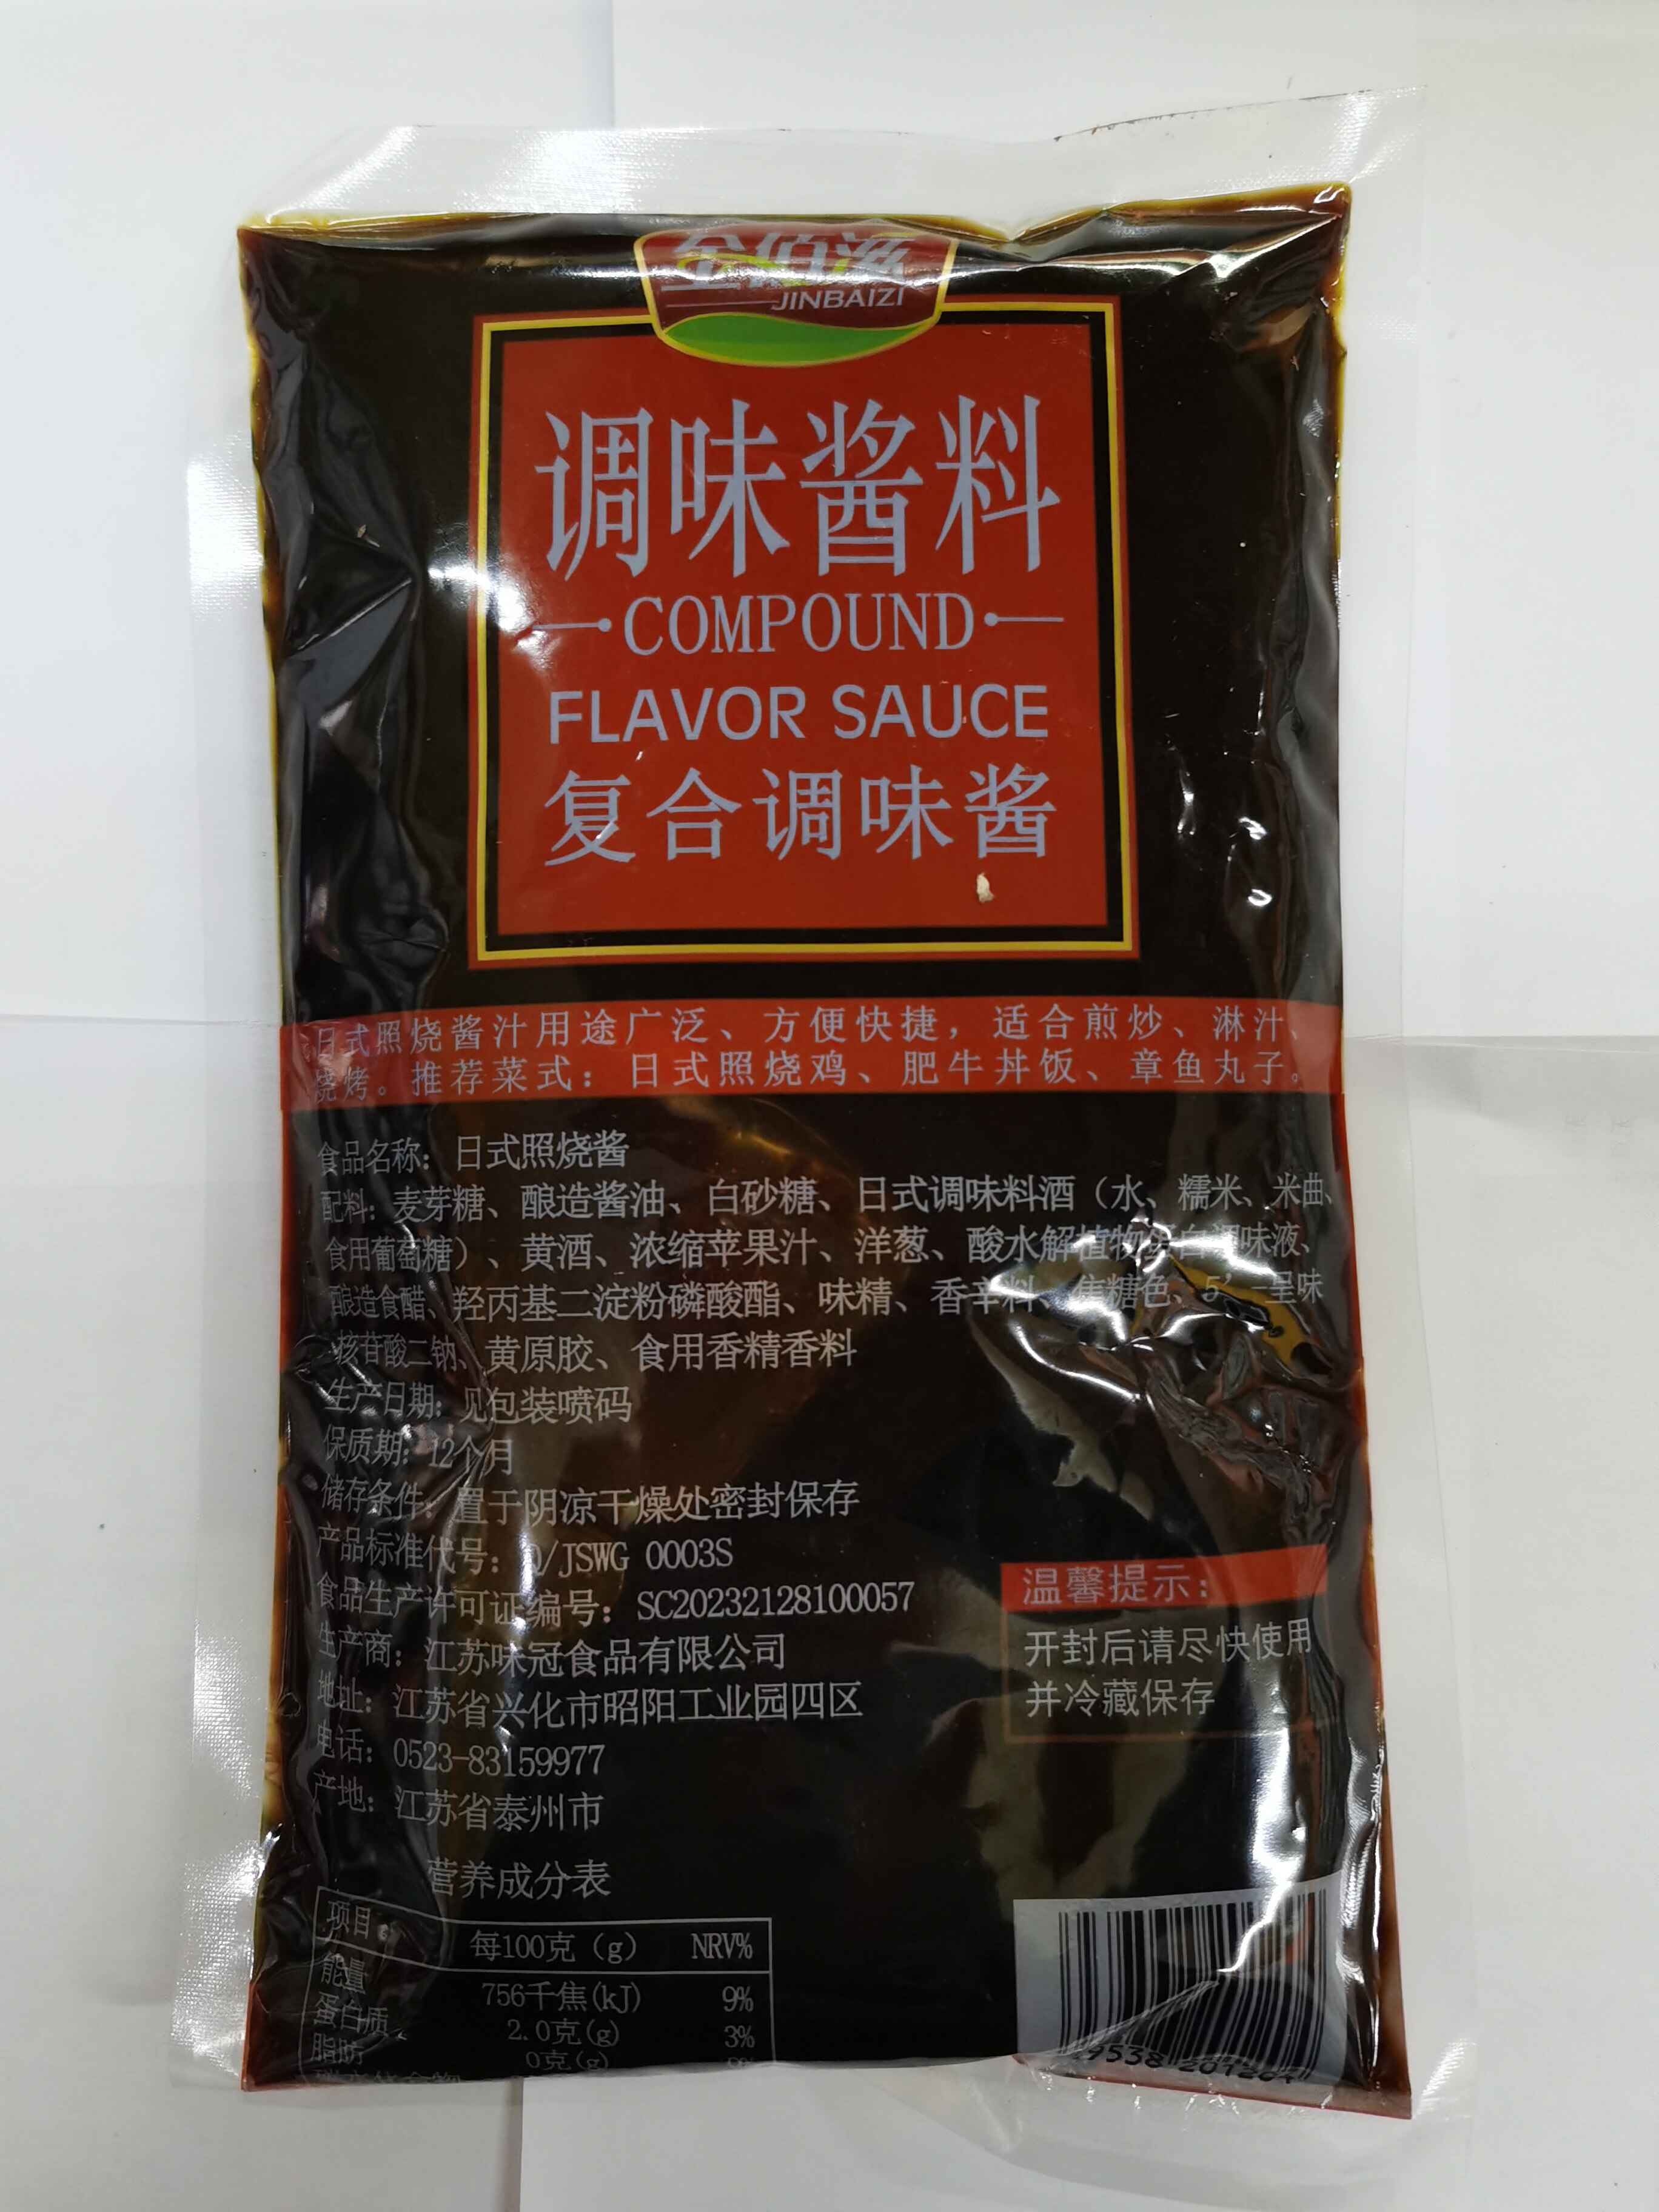 金佰滋
JINBAIZI
调味酱料
COMPOUND
FLAVOR SAUCE
复合调味酱
日式照烧酱汁用途广泛、方便快捷，适合煎炒、淋汁、
烧烤。推荐菜式：日式照烧鸡、肥牛丼饭、章鱼丸子。
食品名称：日式照烧酱
配料：麦芽糖、酿造酱油、白砂糖、日式调味料酒（水、糯米、米曲、
食用葡萄糖）、黄酒、浓缩苹果汁、洋葱、酸水解植物蛋白调味液、
酿造食醋、羟丙基二淀粉磷酸酯、味精、香辛料、焦糖色、5’-呈味
核苷酸二钠、黄原胶、食用香精香料
生产日期：见包装喷码
保质期：12个月
储存条件：置于阴凉干燥处密封保存
产品标准代号：Q/JSWG 0003S
食品生产许可证编号：SC20232128100057
生产商：江苏味冠食品有限公司
地址：江苏省兴化市昭阳工业园四区
电话：0523-83159977
产地：江苏省泰州市
温馨提示：
开封后请尽快使用
并冷藏保存
营养成分表
项目 每100克（g） NRV%
能量 756千焦(kJ) 9%
蛋白质 2.0克(g) 3%
脂肪 0克(g)